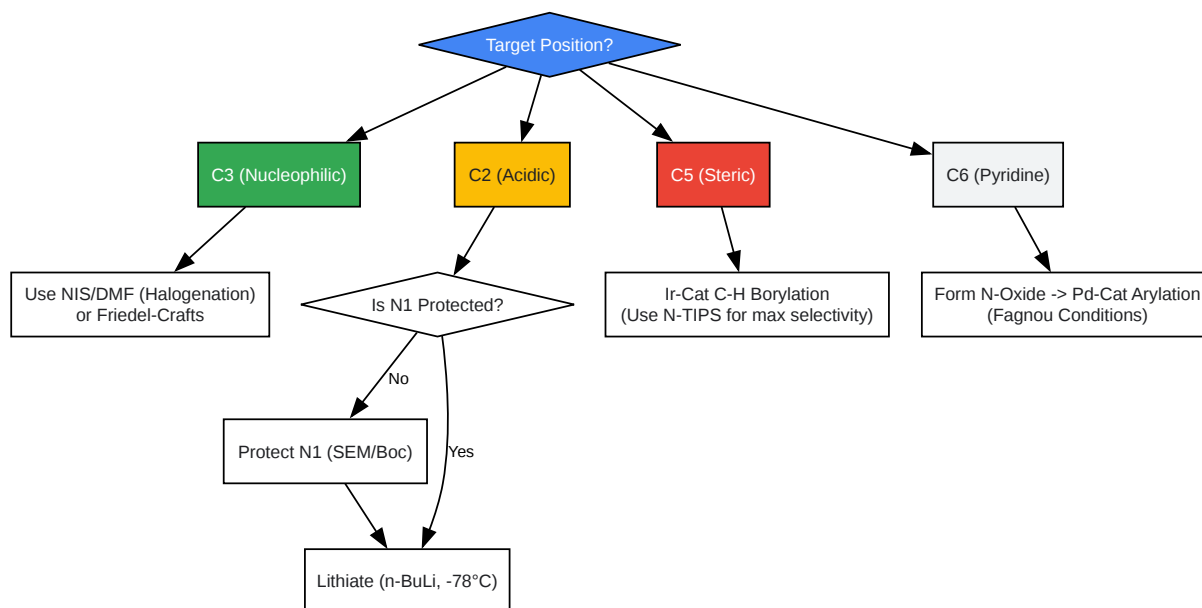 Target Position?
C3 (Nucleophilic)
C2 (Acidic)
C5 (Steric)
C6 (Pyridine)
Use NIS/DMF (Halogenation)
or Friedel-Crafts
Is N1 Protected?
Ir-Cat C-H Borylation
(Use N-TIPS for max selectivity)
Form N-Oxide -> Pd-Cat Arylation
(Fagnou Conditions)
No
Protect N1 (SEM/Boc)
Yes
Lithiate (n-BuLi, -78°C)